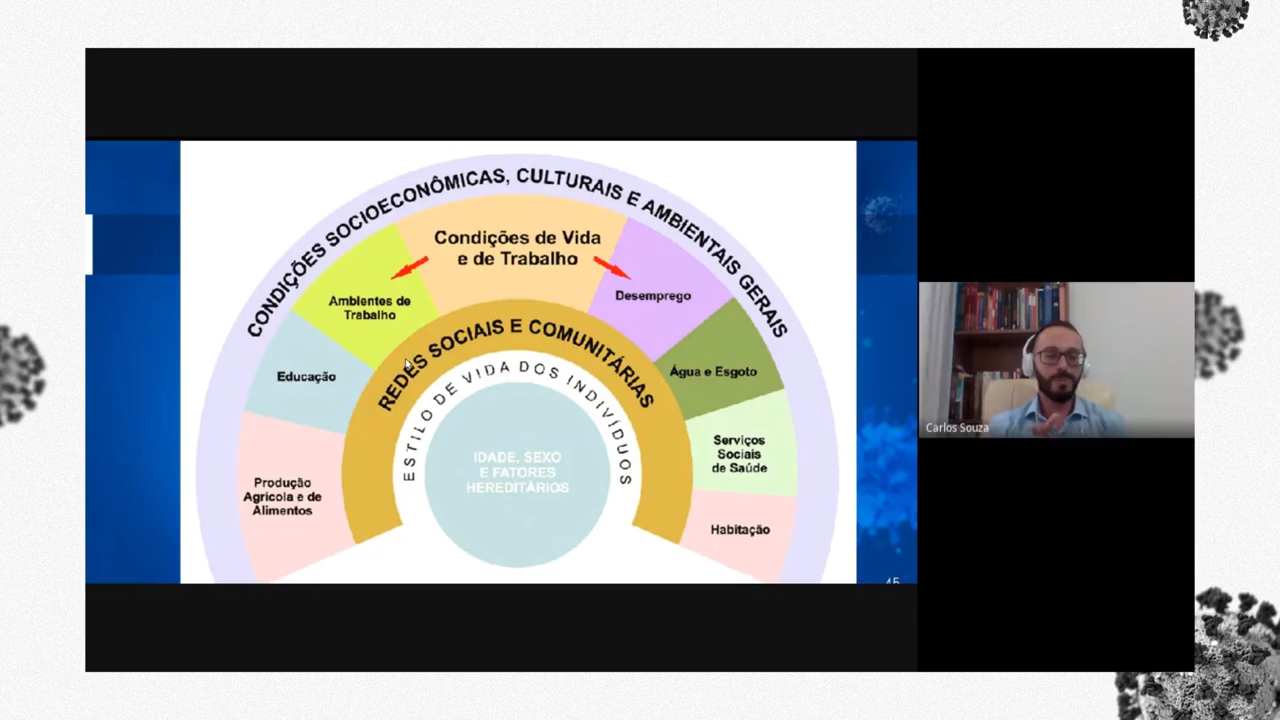 CONDIÇÕES SOCIOECONÔMICAS, CULTURAIS E AMBIENTAIS GERAIS
Condições de Vida
e de Trabalho
Ambientes de
Trabalho
Desemprego
Educação
Água e Esgoto
Produção
Agrícola e de
Alimentos
Serviços
Sociais
de Saúde
Habitação
REDES SOCIAIS E COMUNITÁRIAS
ESTILO DE VIDA DOS INDIVÍDUOS
IDADE, SEXO
E FATORES
HEREDITÁRIOS
45
Carlos Souza